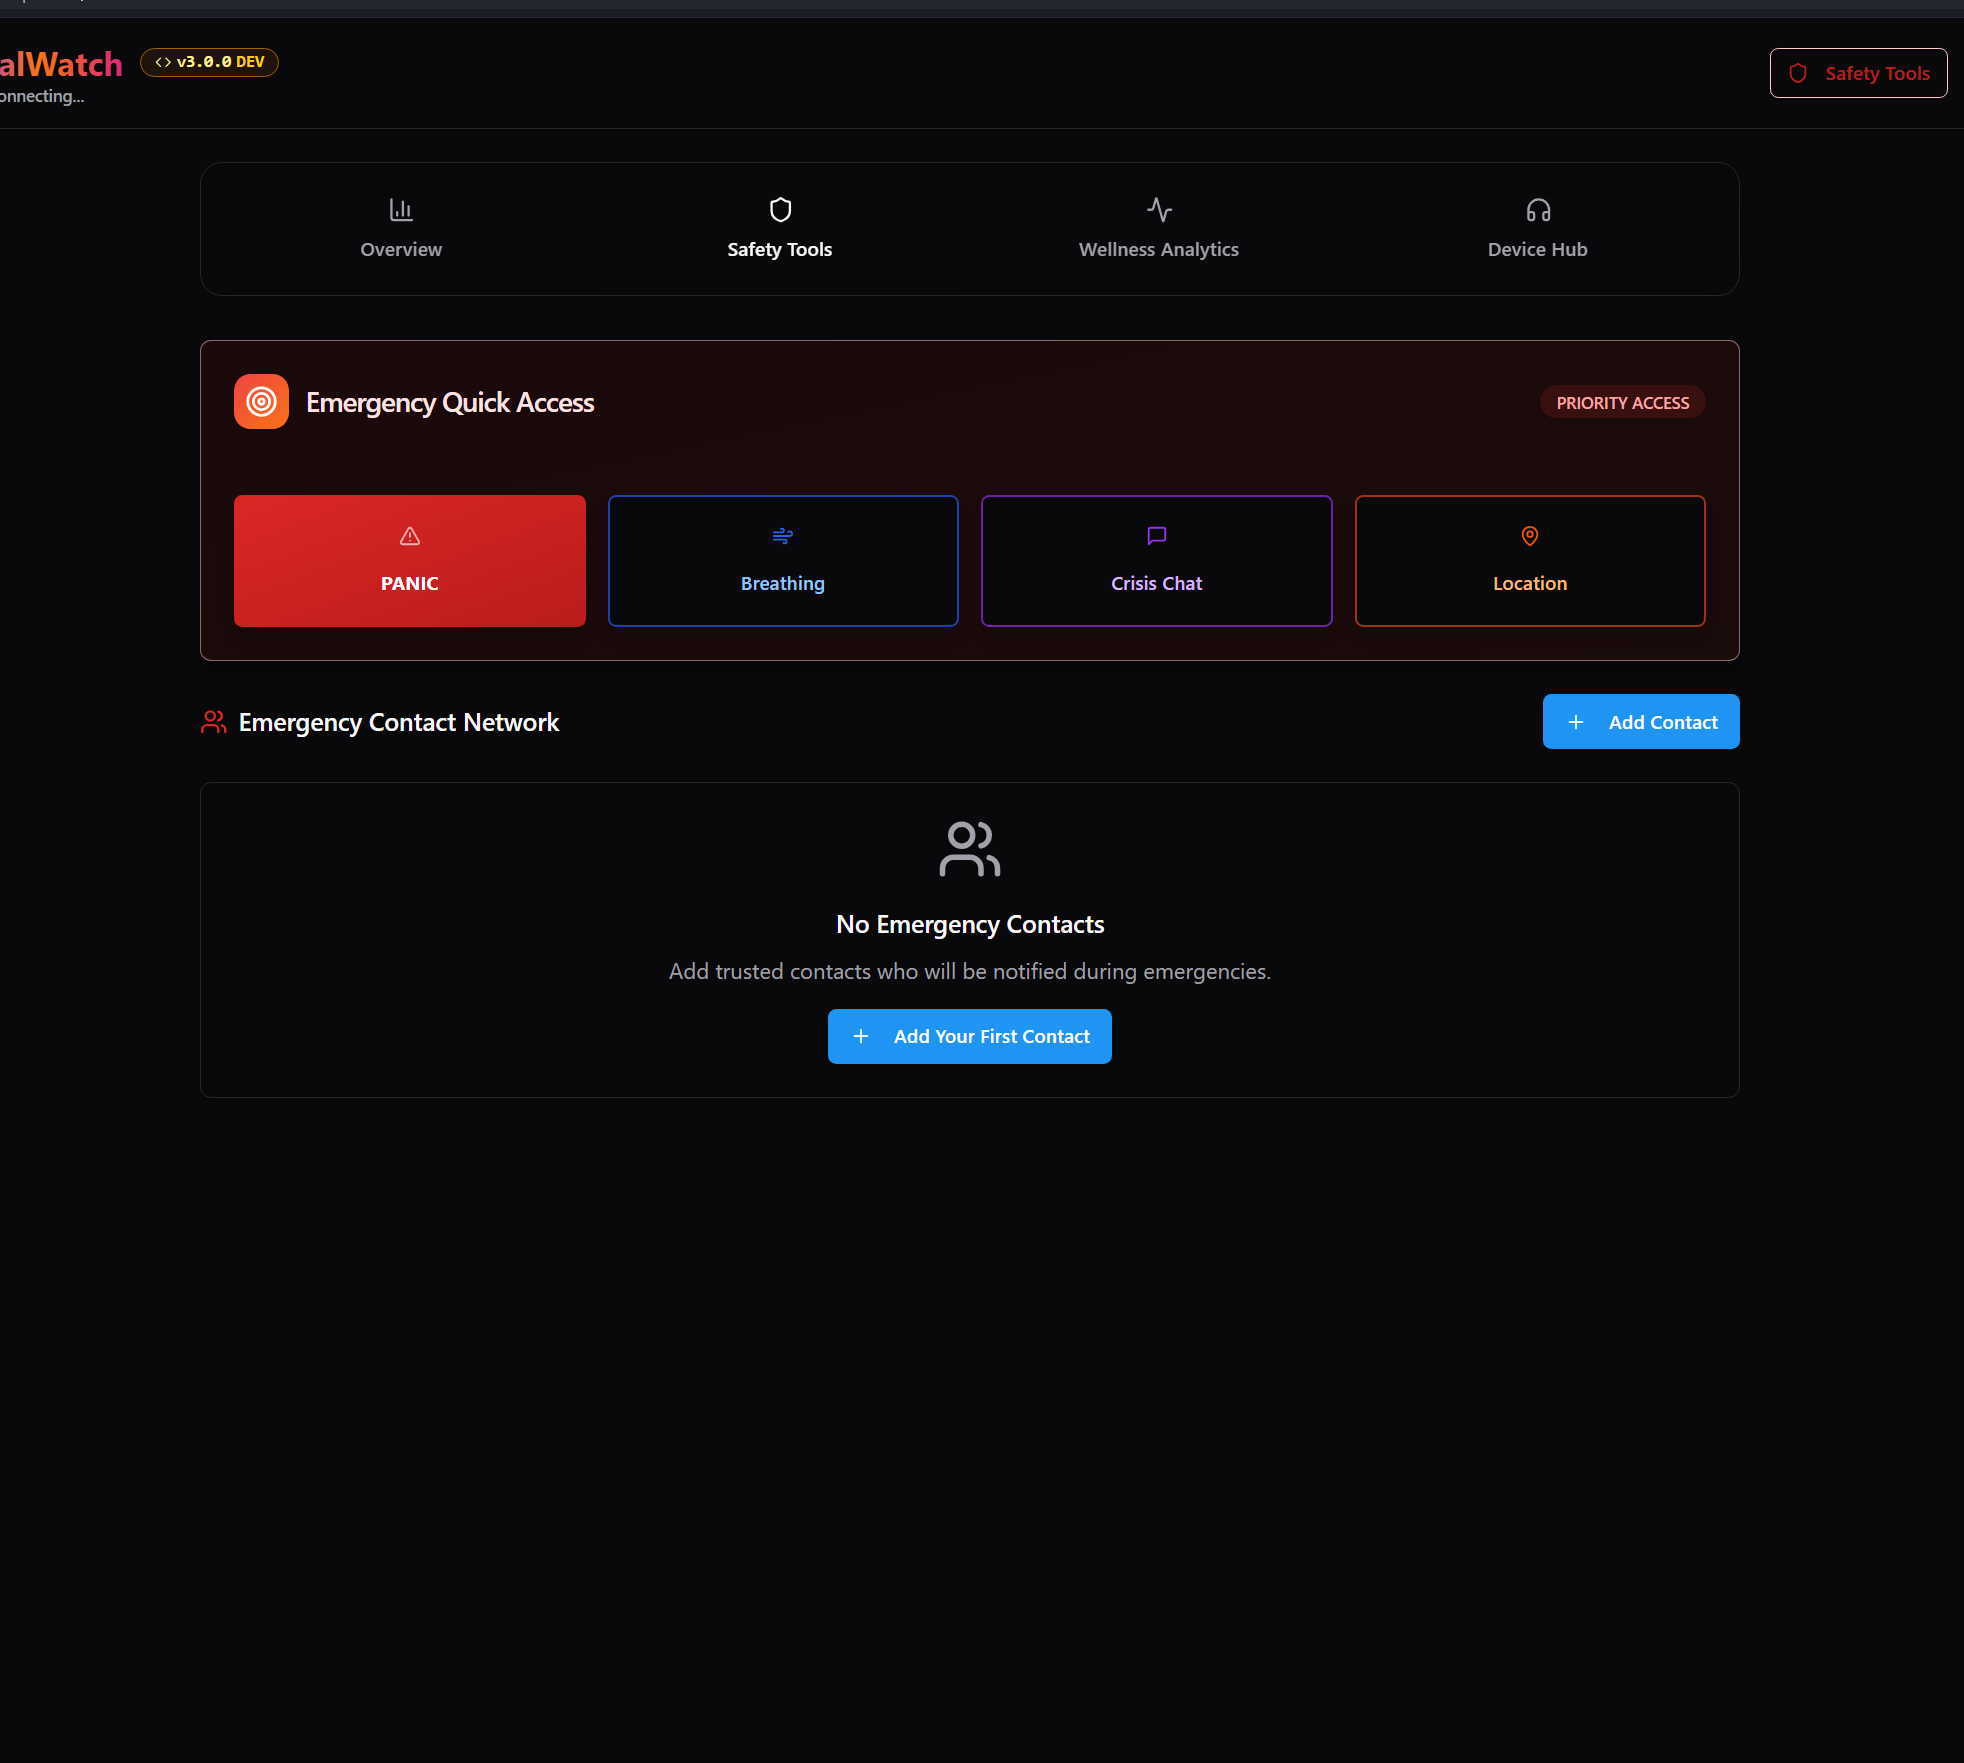 alWatch
v3.0.0 DEV
onnecting...
Safety Tools
Overview
Safety Tools
Wellness Analytics
Device Hub
Emergency Quick Access
PRIORITY ACCESS
PANIC
Breathing
Crisis Chat
Location
Emergency Contact Network
Add Contact
No Emergency Contacts
Add trusted contacts who will be notified during emergencies.
Add Your First Contact